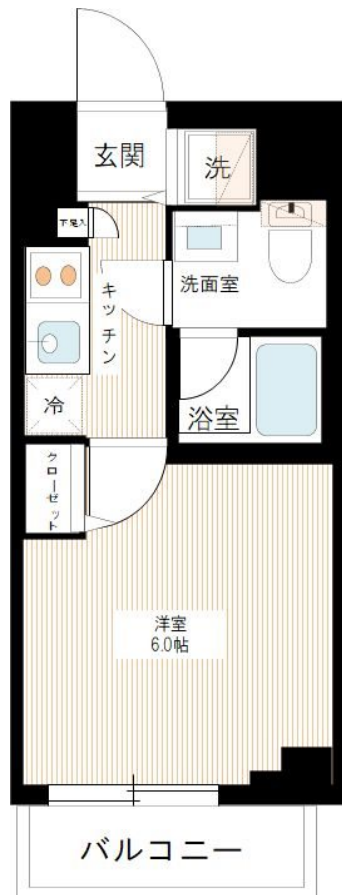 玄関
洗
下足入
キッチン
洗面室
冷
浴室
クローゼット
洋室
6.0帖
バルコニー